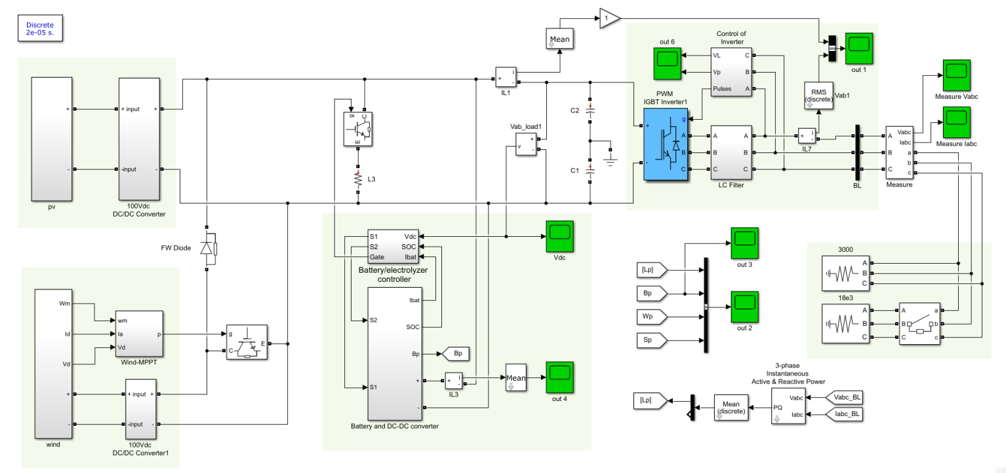 Discrete
2e-05 s.
+
-
pv
+ input +
-input -
100Vdc
DC/DC Converter
FW Diode
Wm
Id
Vd
+
-
wind
wm
Ia
Vd
p
Wind-MPPT
g
C
E
+ input +
-input -
100Vdc
DC/DC Converter1
g
C
E
L3
S1
S2
Gate
Vdc
SOC
Ibat
Battery/electrolyzer
controller
S2
S1
Ibat
SOC
Bp
+
-
Battery and DC-DC converter
Bp
+ i -
IL3
Mean
out 4
Vdc
Vab_load1
+
v
-
+ i -
IL1
Mean
1
C2
C1
out 6
Control of
Inverter
VL
Vp
Pulses
C
B
A
PWM
IGBT Inverter1
g
+
-
A
B
C
A
B
C
LC Filter
A
B
C
RMS
(discrete)
Vab1
out 1
+ i -
IL7
BL
A
B
C
Vabc
Iabc
a
b
c
Measure
Measure Vabc
Measure Iabc
3000
A
B
C
18e3
A
B
C
A
B
C
a
b
c
[Lp]
Bp
Wp
Sp
out 3
out 2
3-phase
Instantaneous
Active & Reactive Power
[Lp]
Mean
(discrete)
PQ
Vabc
Iabc
Vabc_BL
Iabc_BL